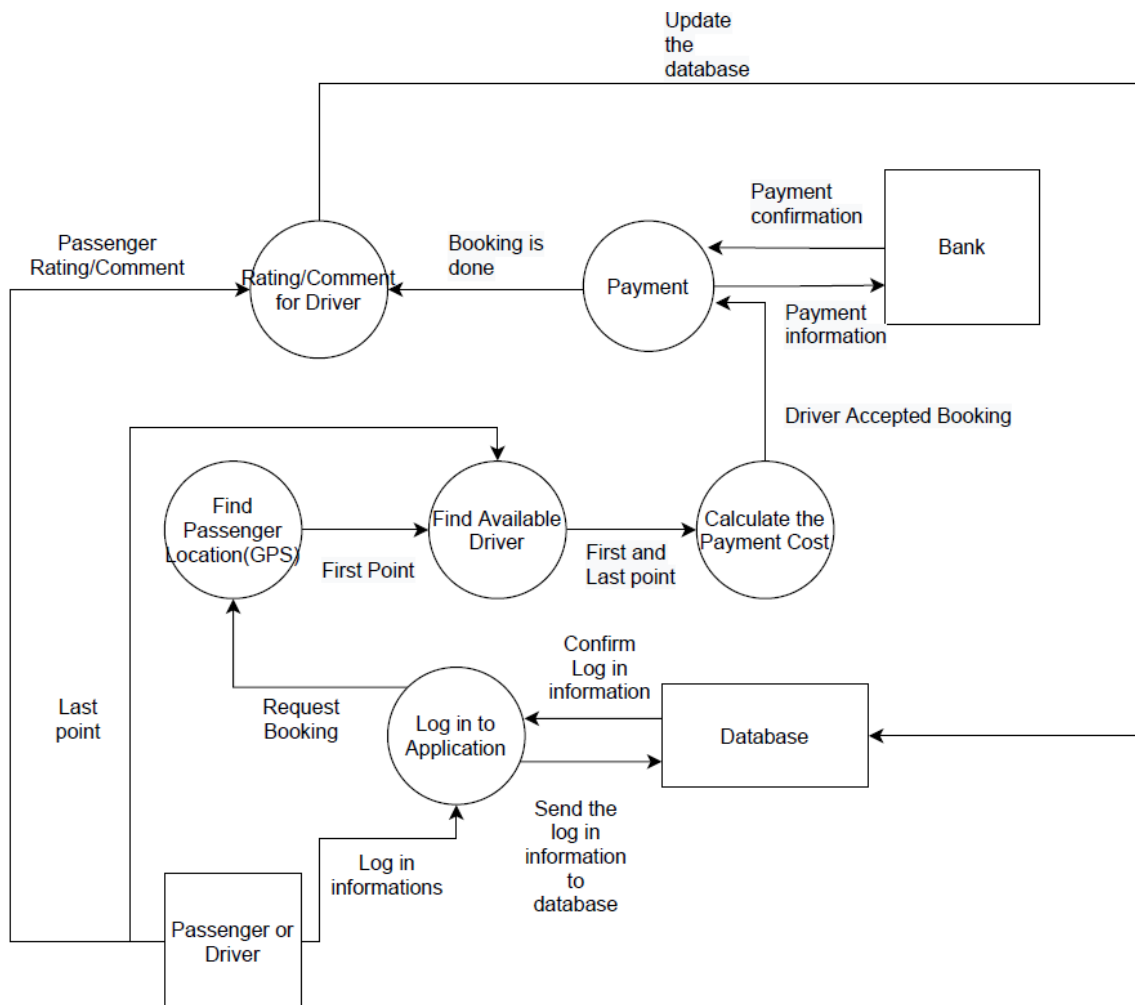 Update
the
database
Payment
confirmation
Bank
Passenger
Rating/Comment
Booking is
done
Rating/Comment
for Driver
Payment
Payment
information
Driver Accepted Booking
Find
Passenger
Location(GPS)
First Point
Find Available
Driver
First and
Last point
Calculate the
Payment Cost
Confirm
Log in
information
Last
point
Request
Booking
Log in to
Application
Database
Send the
log in
information
to
database
Log in
informations
Passenger or
Driver